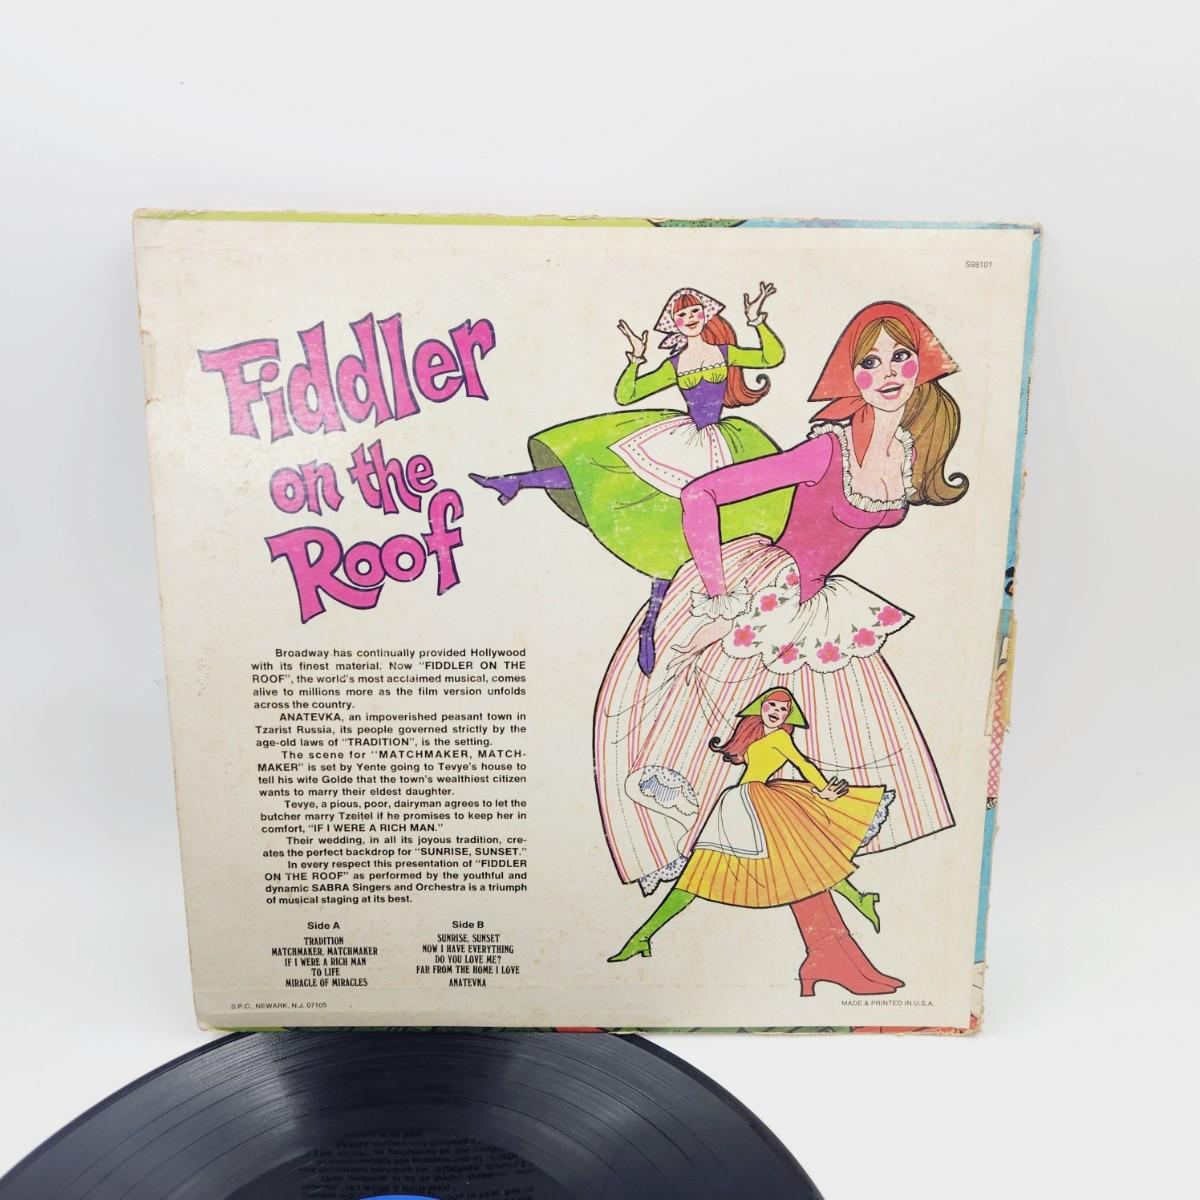 S98101
Fiddler
on the
Roof
Broadway has continually provided Hollywood
with its finest material. Now "FIDDLER ON THE
ROOF", the world's most acclaimed musical, comes
alive to millions more as the film version unfolds
across the country.
ANATEVKA, an impoverished peasant town in
Tzarist Russia, its people governed strictly by the
age-old laws of "TRADITION", is the setting.
The scene for "MATCHMAKER, MATCH-
MAKER" is set by Yente going to Tevye's house to
tell his wife Golde that the town's wealthiest citizen
wants to marry their eldest daughter.
Tevye, a pious, poor, dairyman agrees to let the
butcher marry Tzeitel if he promises to keep her in
comfort, "IF I WERE A RICH MAN."
Their wedding, in all its joyous tradition, cre-
ates the perfect backdrop for "SUNRISE, SUNSET."
In every respect this presentation of "FIDDLER
ON THE ROOF" as performed by the youthful and
dynamic SABRA Singers and Orchestra is a triumph
of musical staging at its best.
Side A
TRADITION
MATCHMAKER, MATCHMAKER
IF I WERE A RICH MAN
TO LIFE
MIRACLE OF MIRACLES
Side B
SUNRISE, SUNSET
NOW I HAVE EVERYTHING
DO YOU LOVE ME?
FAR FROM THE HOME I LOVE
ANATEVKA
S.P.C., NEWARK, N.J. 07105
MADE & PRINTED IN U.S.A.